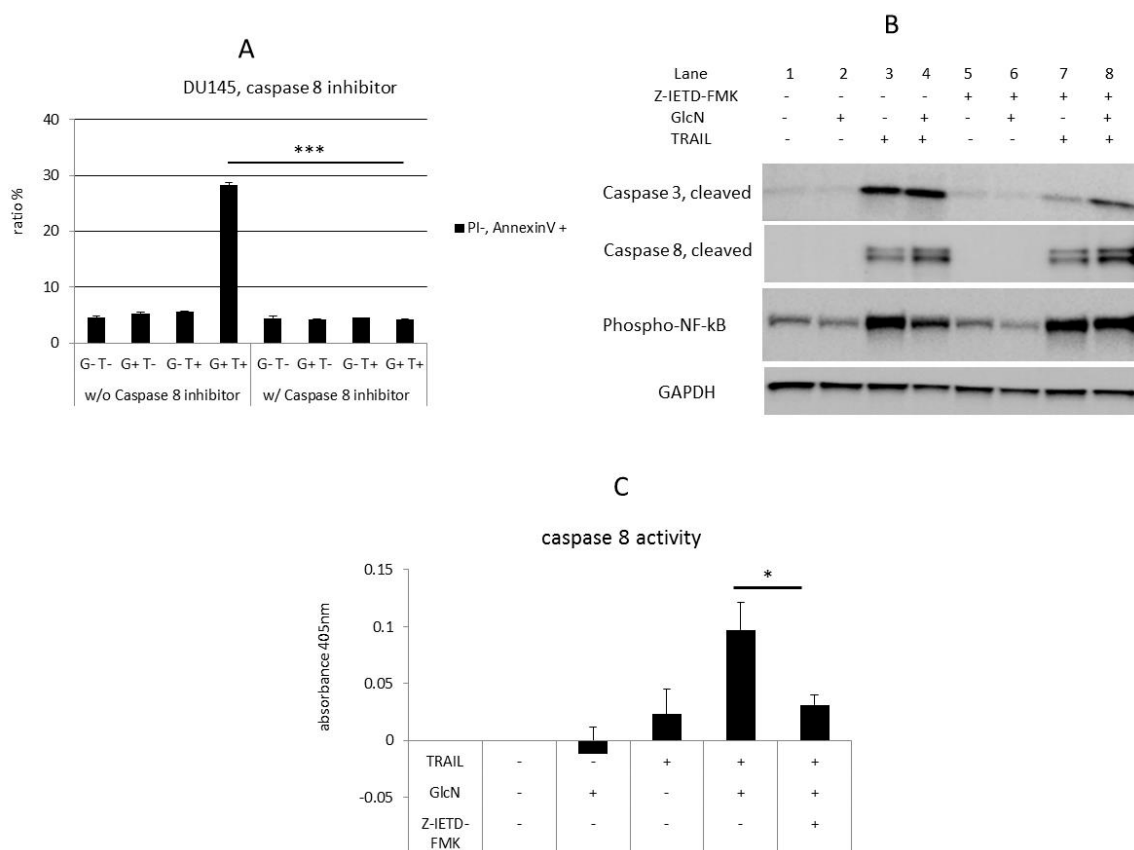 A
DU145, caspase 8 inhibitor
40
30
20
10
0
ratio %
***
PI-, AnnexinV +
G- T- G+ T- G- T+ G+ T+ G- T- G+ T- G- T+ G+ T+
w/o Caspase 8 inhibitor w/ Caspase 8 inhibitor
B
Lane 1 2 3 4 5 6 7 8
Z-IETD-FMK - - - - + + + +
GlcN - + - + - + - +
TRAIL - - + + - - + +
Caspase 3, cleaved
Caspase 8, cleaved
Phospho-NF-kB
GAPDH
C
caspase 8 activity
0.15
0.1
0.05
0
-0.05
absorbance 405nm
*
TRAIL - - + + +
GlcN - + - + +
Z-IETD- - - - - +
FMK